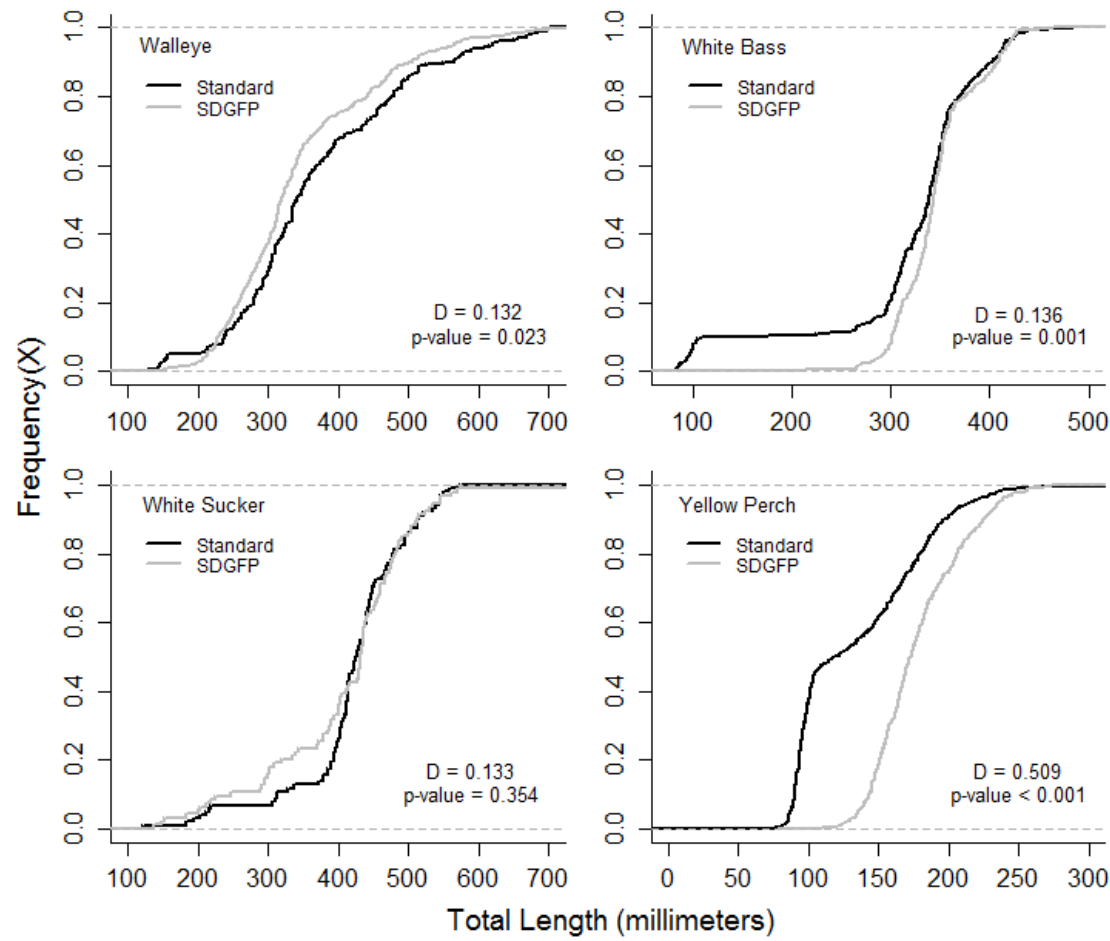 Walleye
Standard
SDGFP
D = 0.132
p-value = 0.023
0.0 0.2 0.4 0.6 0.8 1.0
100 200 300 400 500 600 700
White Bass
Standard
SDGFP
D = 0.136
p-value = 0.001
0.0 0.2 0.4 0.6 0.8 1.0
100 200 300 400 500
Frequency(X)
White Sucker
Standard
SDGFP
D = 0.133
p-value = 0.354
0.0 0.2 0.4 0.6 0.8 1.0
100 200 300 400 500 600 700
Yellow Perch
Standard
SDGFP
D = 0.509
p-value < 0.001
0.0 0.2 0.4 0.6 0.8 1.0
0 50 100 150 200 250 300
Total Length (millimeters)